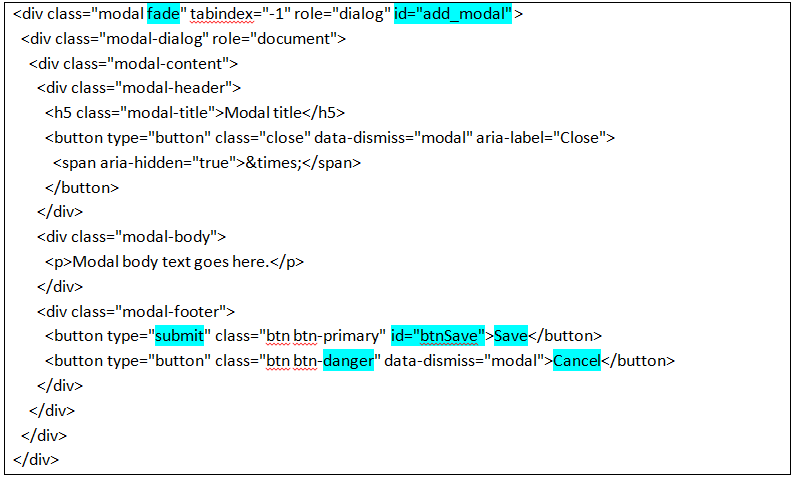 <div class="modal fade" tabindex="-1" role="dialog" id="add_modal" >
<div class="modal-dialog" role="document">
<div class="modal-content">
<div class="modal-header">
<h5 class="modal-title">Modal title</h5>
<button type="button" class="close" data-dismiss="modal" aria-label="Close">
<span aria-hidden="true">&times;</span>
</button>
</div>
<div class="modal-body">
<p>Modal body text goes here.</p>
</div>
<div class="modal-footer">
<button type="submit" class="btn btn-primary" id="btnSave">Save</button>
<button type="button" class="btn btn-danger" data-dismiss="modal">Cancel</button>
</div>
</div>
</div>
</div>